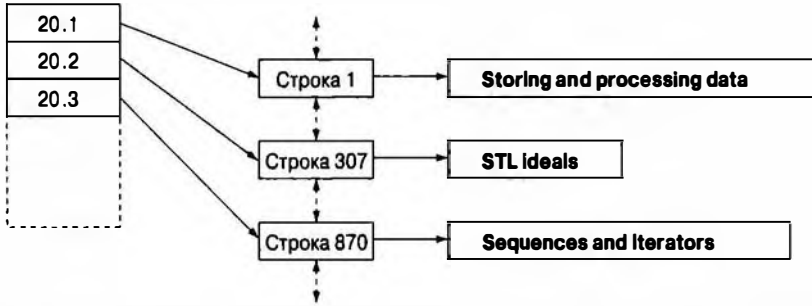 20.1
20.2
20.3
Строка 1
Storing and processing data
Строка 307
STL ideals
Строка 870
Sequences and Iterators